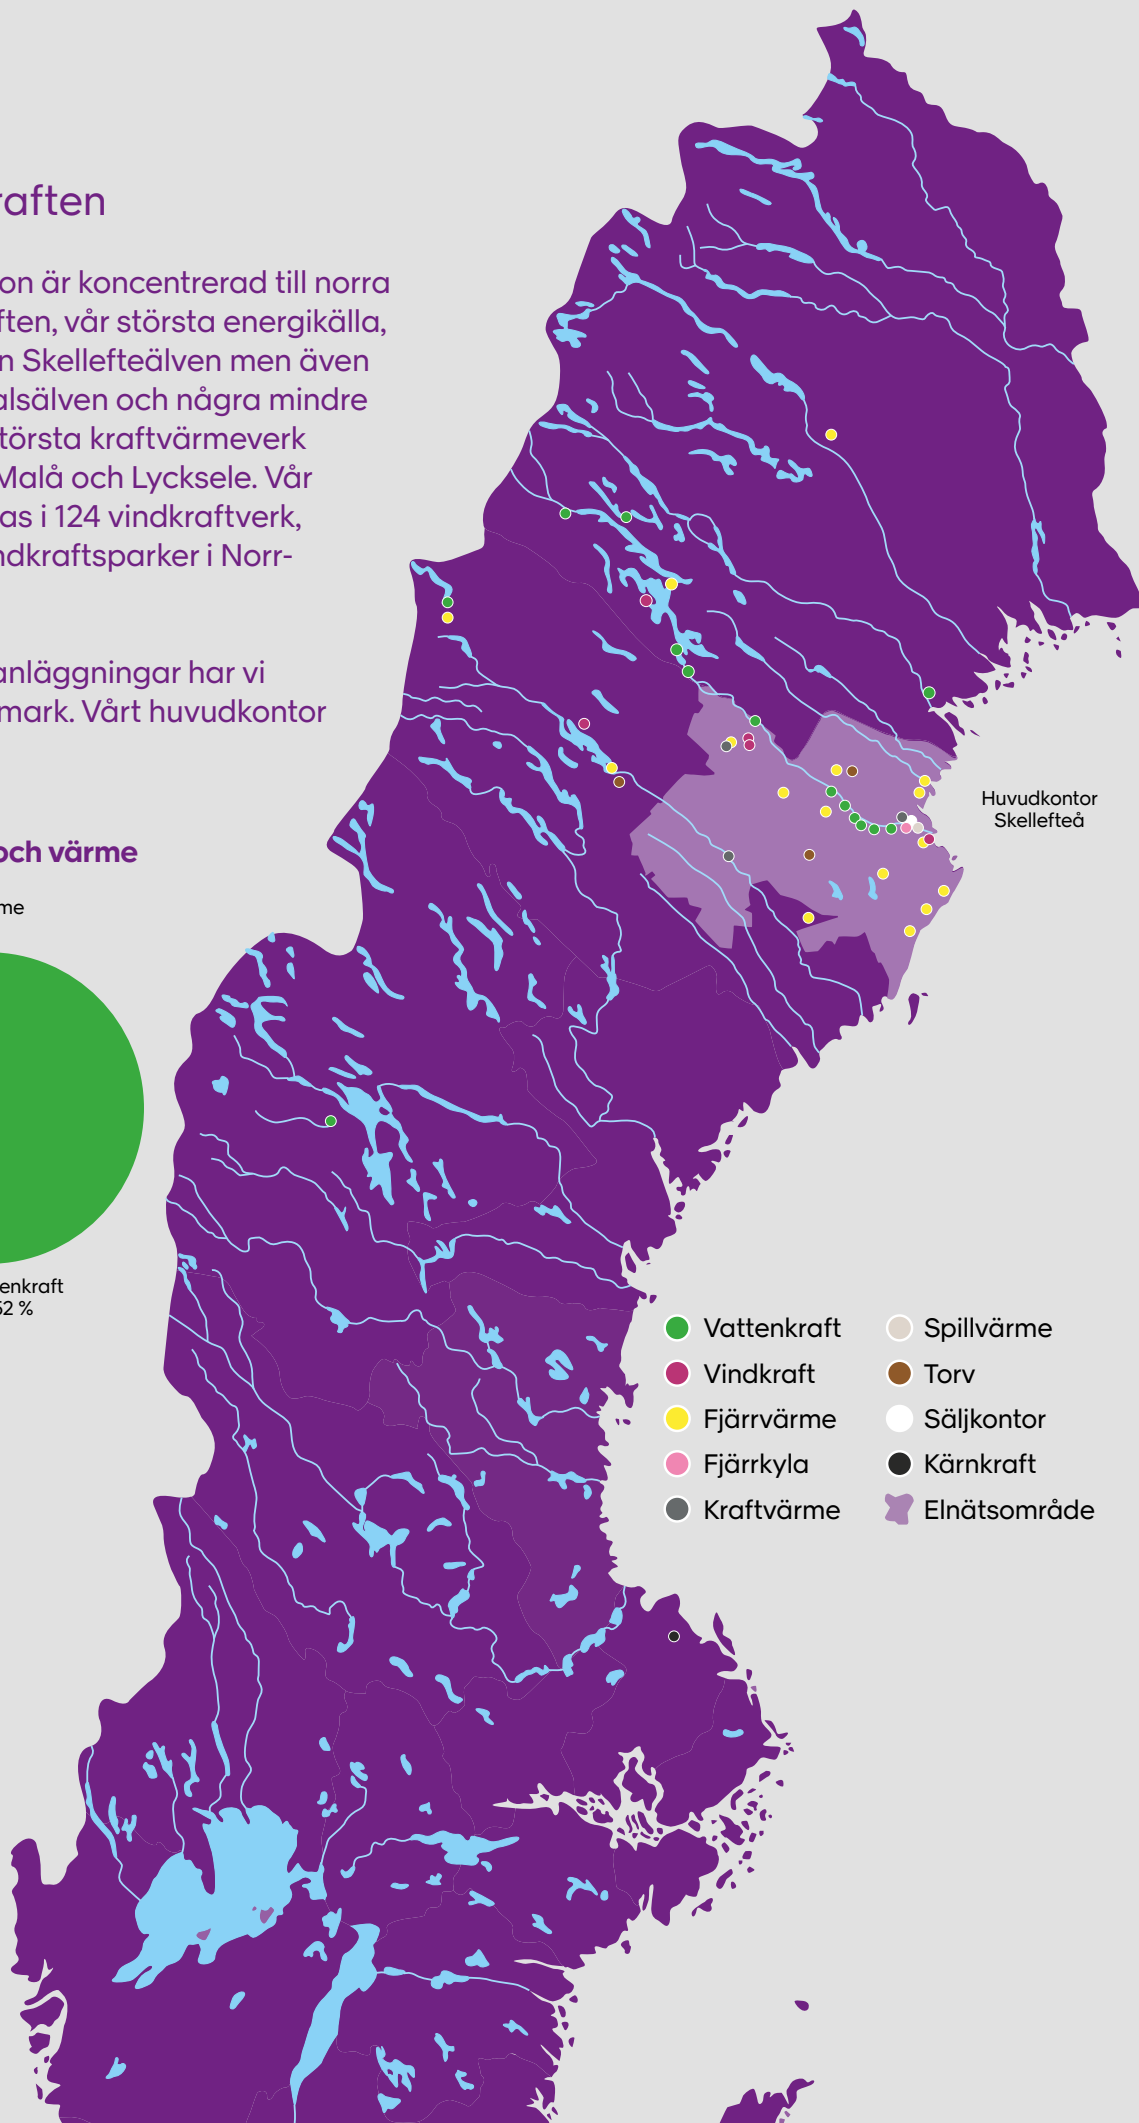 raften
on är koncentrerad till norra
ften, vår största energikälla,
n Skellefteälven men även
alsälven och några mindre
törsta kraftvärmeverk
Malå och Lycksele. Vår
as i 124 vindkraftverk,
ndkraftsparker i Norr-
anläggningar har vi
mark. Vårt huvudkontor
och värme
me
enkraft
52 %
Huvudkontor
Skellefteå
Vattenkraft
Vindkraft
Fjärrvärme
Fjärrkyla
Kraftvärme
Spillvärme
Torv
Säljkontor
Kärnkraft
Elnätsområde